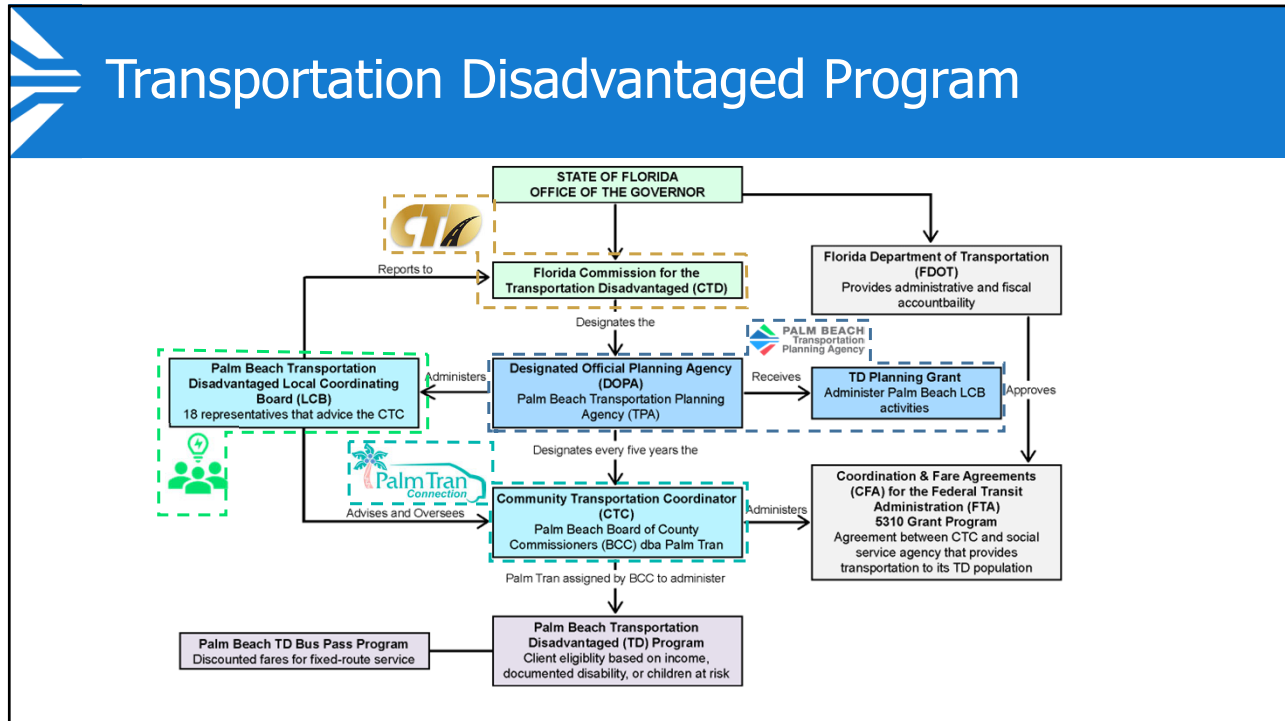 Transportation Disadvantaged Program
STATE OF FLORIDA
OFFICE OF THE GOVERNOR
CTD
Florida Department of Transportation
(FDOT)
Provides administrative and fiscal
accountbaility
Reports to
Florida Commission for the
Transportation Disadvantaged (CTD)
Designates the
PALM BEACH
Transportation
Planning Agency
Palm Beach Transportation
Disadvantaged Local Coordinating
Board (LCB)
18 representatives that advice the CTC
Administers
Designated Official Planning Agency
(DOPA)
Palm Beach Transportation Planning
Agency (TPA)
Receives
TD Planning Grant
Administer Palm Beach LCB
activities
Approves
Designates every five years the
PalmTran
Connection
Advises and Oversees
Community Transportation Coordinator
(CTC)
Palm Beach Board of County
Commissioners (BCC) dba Palm Tran
Administers
Coordination & Fare Agreements
(CFA) for the Federal Transit
Administration (FTA)
5310 Grant Program
Agreement between CTC and social
service agency that provides
transportation to its TD population
Palm Tran assigned by BCC to administer
Palm Beach TD Bus Pass Program
Discounted fares for fixed-route service
Palm Beach Transportation
Disadvantaged (TD) Program
Client eligiblity based on income,
documented disability, or children at risk